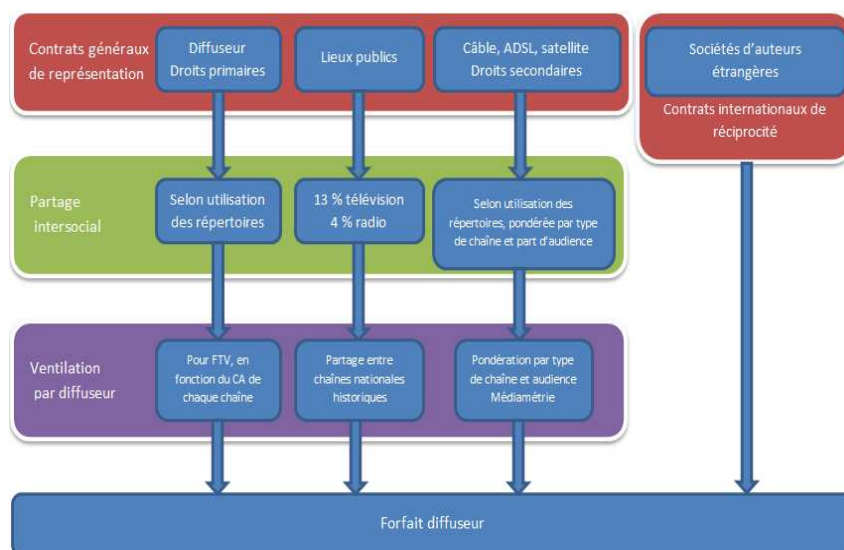 Contrats généraux
de représentation
Diffuseur
Droits primaires
Lieux publics
Câble, ADSL, satellite
Droits secondaires
Sociétés d'auteurs
étrangères
Contrats internationaux de
réciprocité
Partage
intersocial
Selon utilisation
des répertoires
13 % télévision
4 % radio
Selon utilisation des
répertoires, pondérée par type
de chaîne et part d'audience
Ventilation
par diffuseur
Pour FTV, en
fonction du CA de
chaque chaîne
Partage entre
chaînes nationales
historiques
Pondération par type
de chaîne et audience
Médiamétrie
Forfait diffuseur